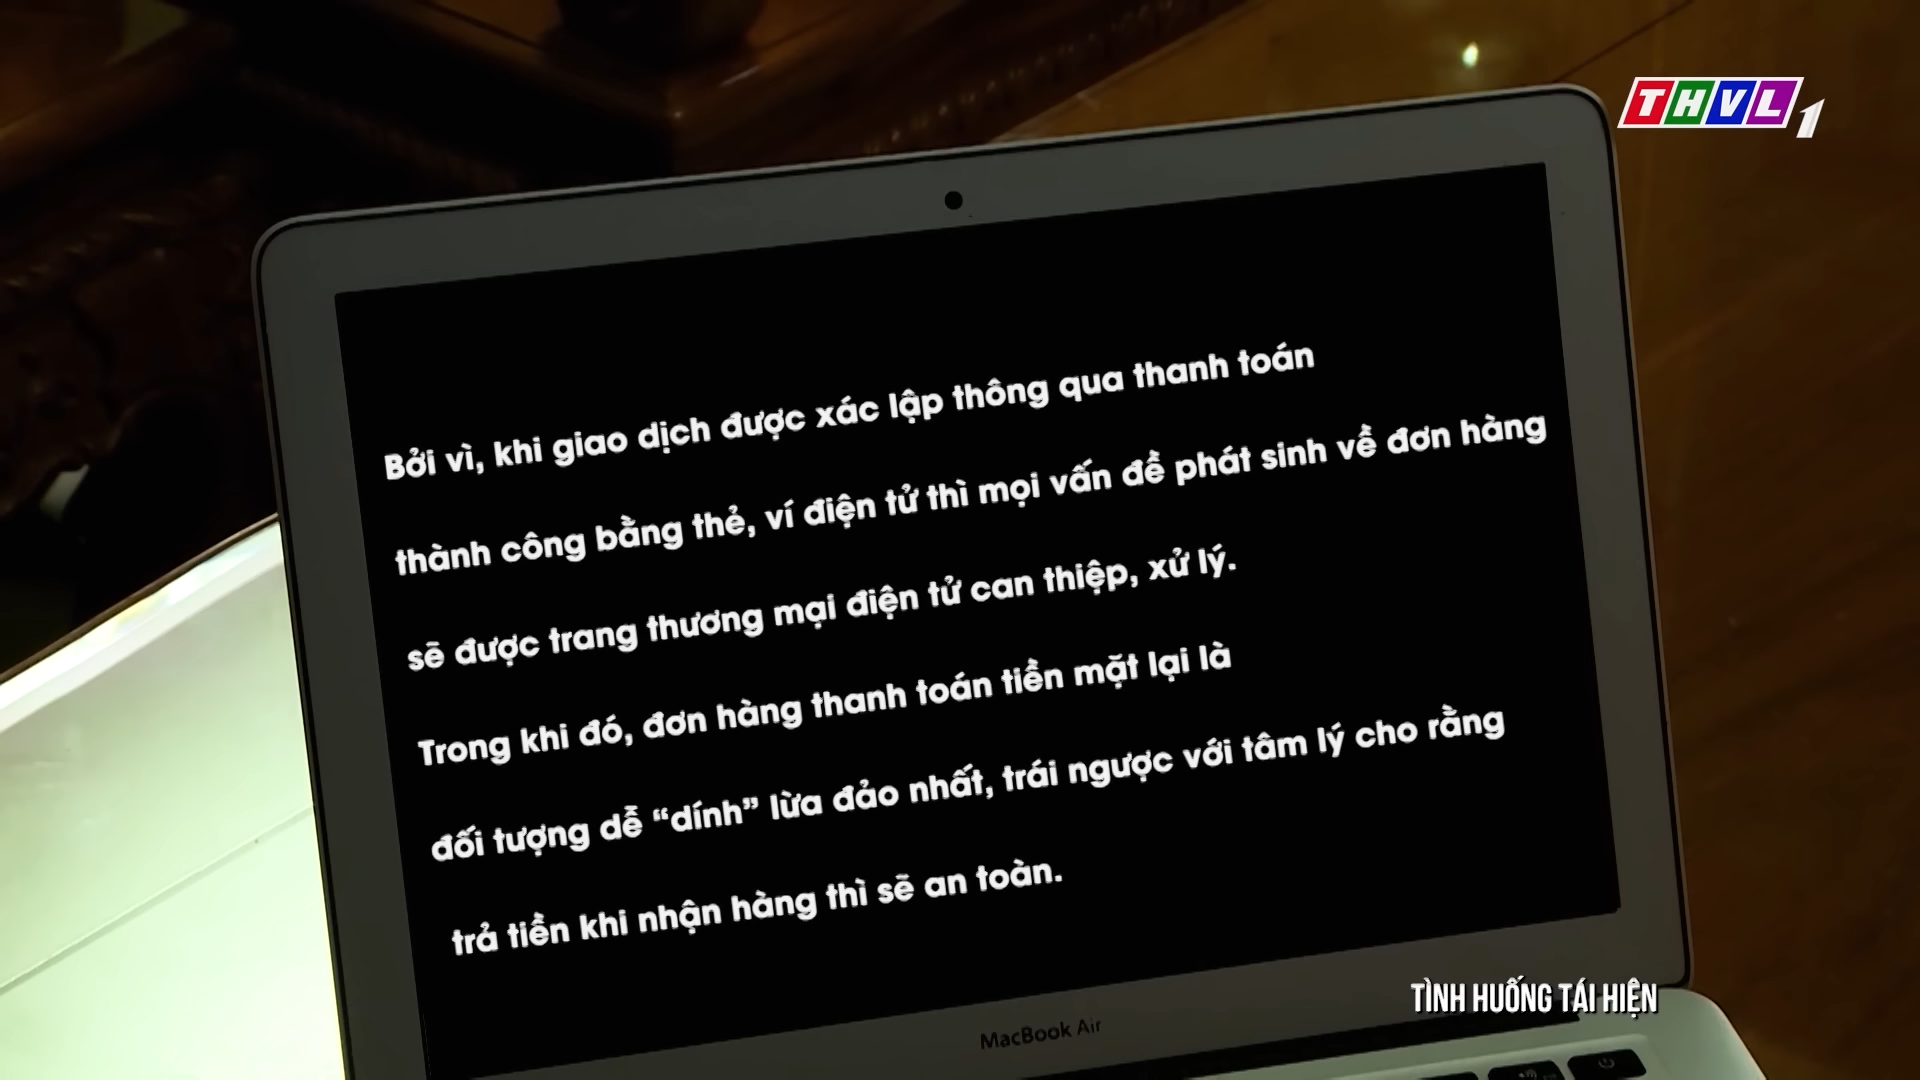 THVL1
Bởi vì, khi giao dịch được xác lập thông qua thanh toán
thành công bằng thẻ, ví điện tử thì mọi vấn đề phát sinh về đơn hàng
sẽ được trang thương mại điện tử can thiệp, xử lý.
Trong khi đó, đơn hàng thanh toán tiền mặt lại là
đối tượng dễ “dính” lừa đảo nhất, trái ngược với tâm lý cho rằng
trả tiền khi nhận hàng thì sẽ an toàn.
TÌNH HUỐNG TÁI HIỆN
MacBook Air